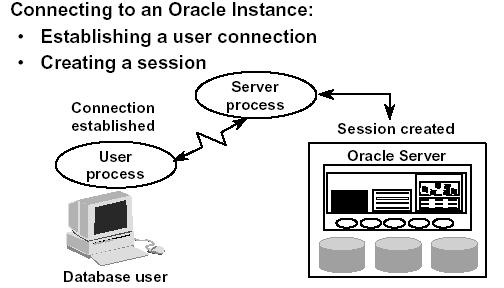 Connecting to an Oracle Instance:
• Establishing a user connection
• Creating a session
Server
process
Connection
established
Session created
User
process
Oracle Server
Database user